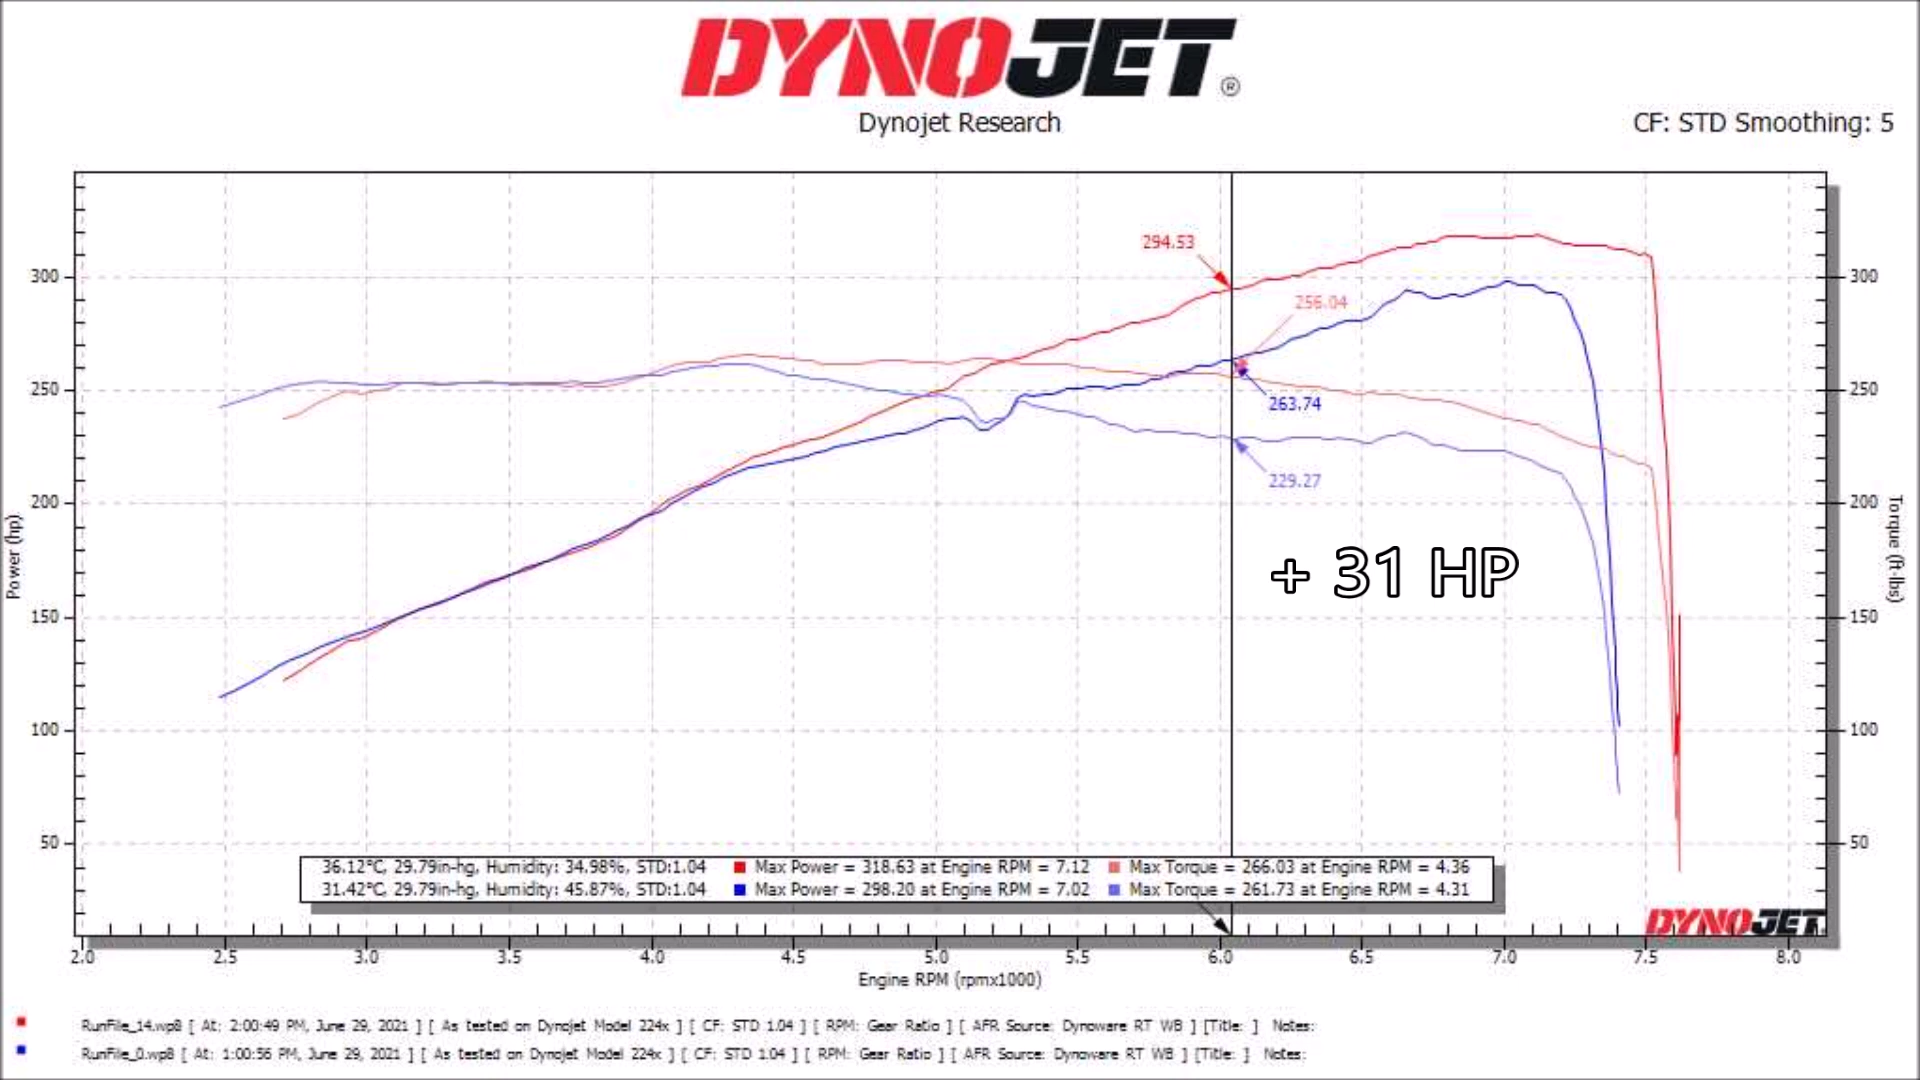 DYNOJET®
Dynojet Research
CF: STD Smoothing: 5
294.53
256.04
263.74
229.27
+ 31 HP
300
250
200
150
100
50
Power (hp)
300
250
200
150
100
50
Torque (ft-lbs)
36.12°C, 29.79in-hg, Humidity: 34.98%, STD:1.04 Max Power = 318.63 at Engine RPM = 7.12 Max Torque = 266.03 at Engine RPM = 4.36
31.42°C, 29.79in-hg, Humidity: 45.87%, STD:1.04 Max Power = 298.20 at Engine RPM = 7.02 Max Torque = 261.73 at Engine RPM = 4.31
DYNOJET
2.0 2.5 3.0 3.5 4.0 4.5 5.0 5.5 6.0 6.5 7.0 7.5 8.0
Engine RPM (rpmx1000)
RunFile_14.wp8 [ At: 2:00:49 PM, June 29, 2021 ] [ As tested on Dynojet Model 224x ] [ CF: STD 1.04 ] [ RPM: Gear Ratio ] [ AFR Source: Dynoware RT WB ] [Title: ] Notes:
RunFile_0.wp8 [ At: 1:00:56 PM, June 29, 2021 ] [ As tested on Dynojet Model 224x ] [ CF: STD 1.04 ] [ RPM: Gear Ratio ] [ AFR Source: Dynoware RT WB ] [Title: ] Notes: